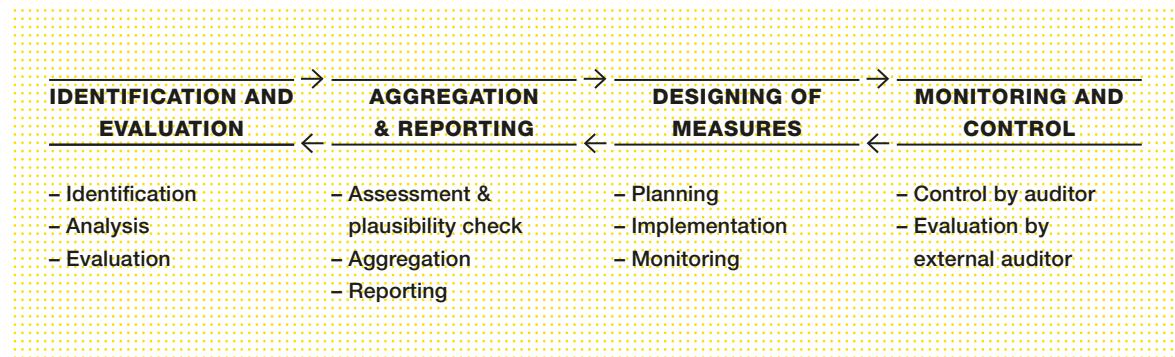 IDENTIFICATION AND
EVALUATION
– Identification
– Analysis
– Evaluation
AGGREGATION
& REPORTING
– Assessment &
plausibility check
– Aggregation
– Reporting
DESIGNING OF
MEASURES
– Planning
– Implementation
– Monitoring
MONITORING AND
CONTROL
– Control by auditor
– Evaluation by
external auditor